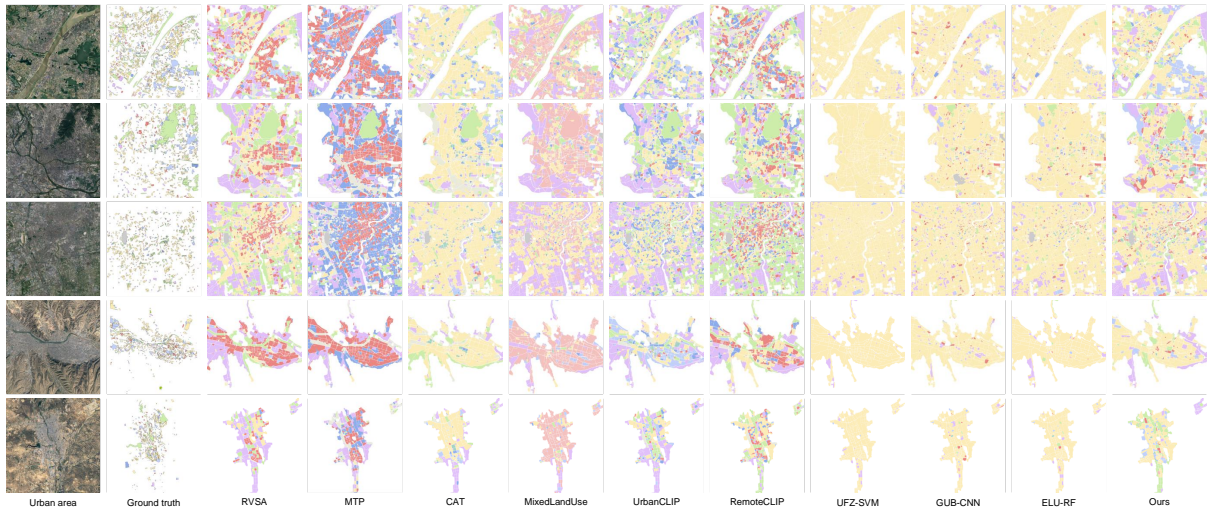 Urban area Ground truth RVSA MTP CAT MixedLandUse UrbanCLIP RemoteCLIP UFZ-SVM GUB-CNN ELU-RF Ours